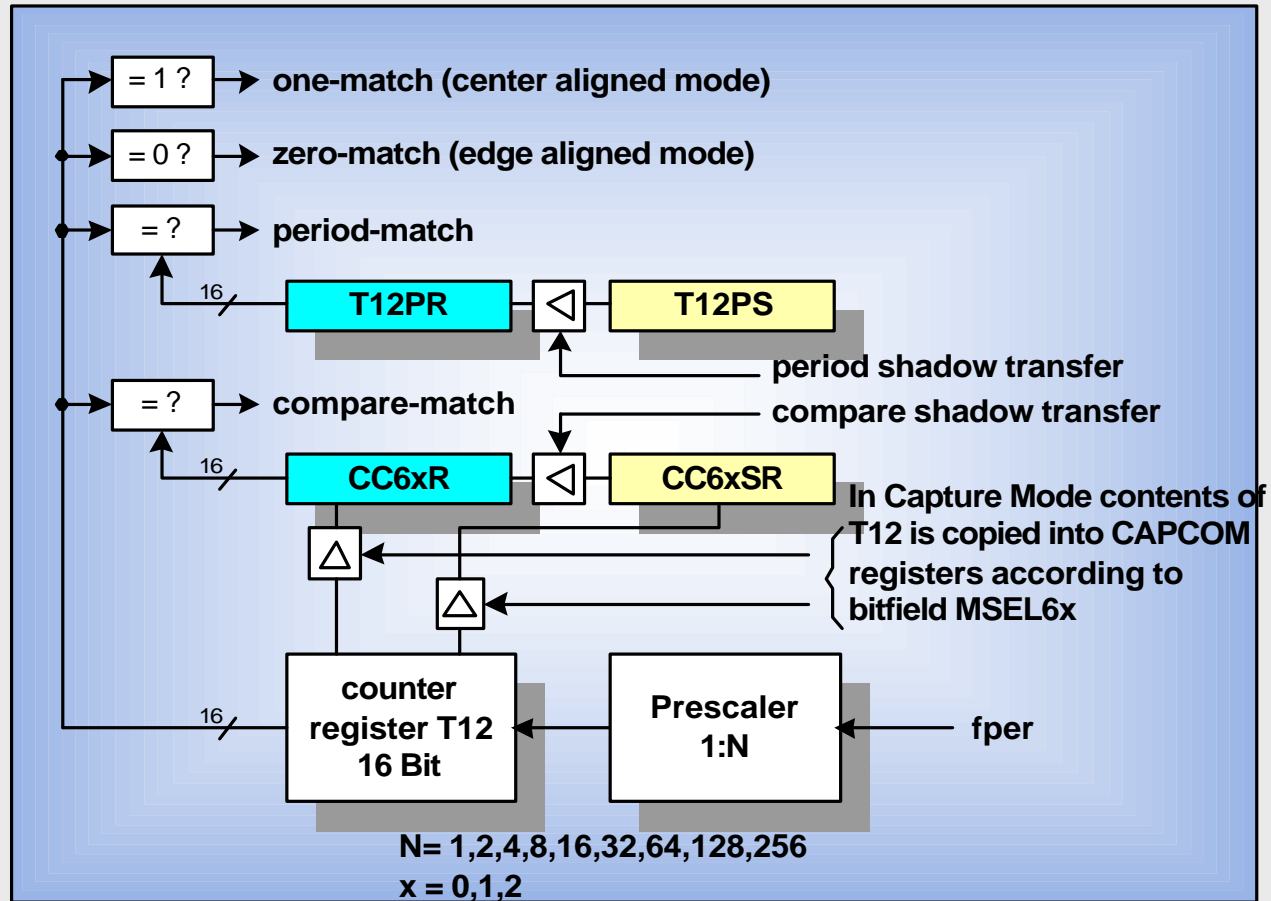 = 1 ?
one-match (center aligned mode)
= 0 ?
zero-match (edge aligned mode)
= ?
period-match
16
T12PR
T12PS
period shadow transfer
= ?
compare-match
compare shadow transfer
16
CC6xR
CC6xSR
In Capture Mode contents of
T12 is copied into CAPCOM
registers according to
bitfield MSEL6x
16
counter
register T12
16 Bit
Prescaler
1:N
fper
N= 1,2,4,8,16,32,64,128,256
x = 0,1,2